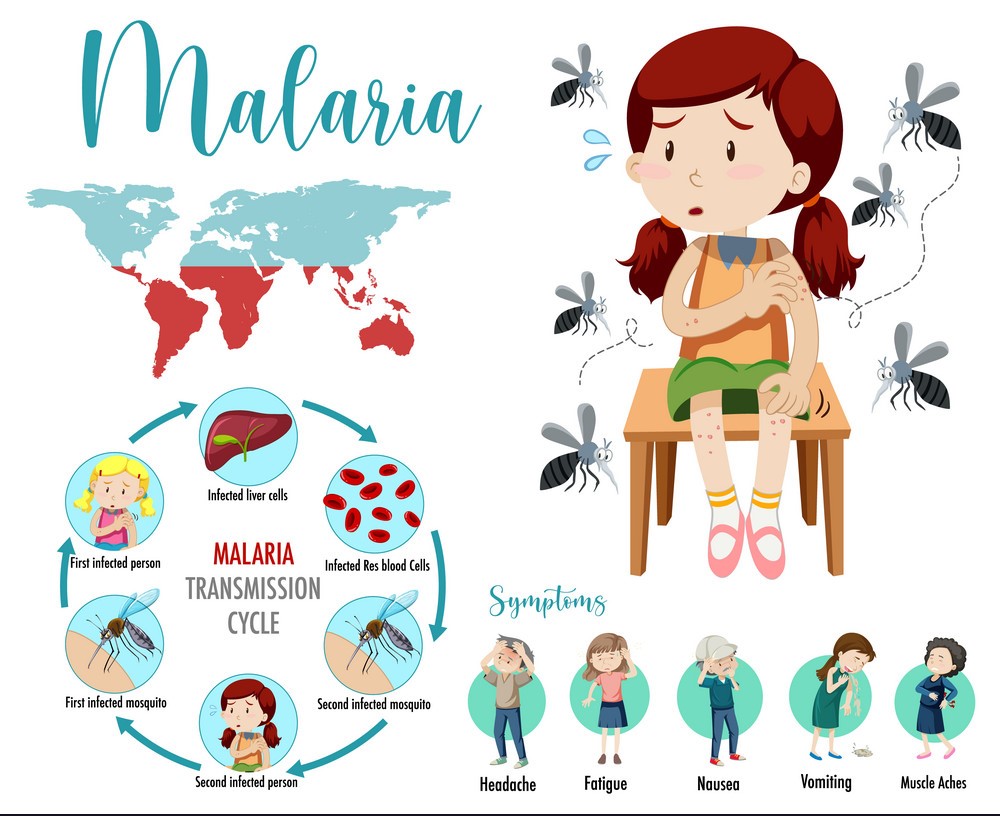 Malaria
Infected liver cells
First infected person
Infected Res blood Cells
MALARIA
TRANSMISSION
CYCLE
First infected mosquito
Second infected mosquito
Second infected person
Symptoms
Headache
Fatigue
Nausea
Vomiting
Muscle Aches